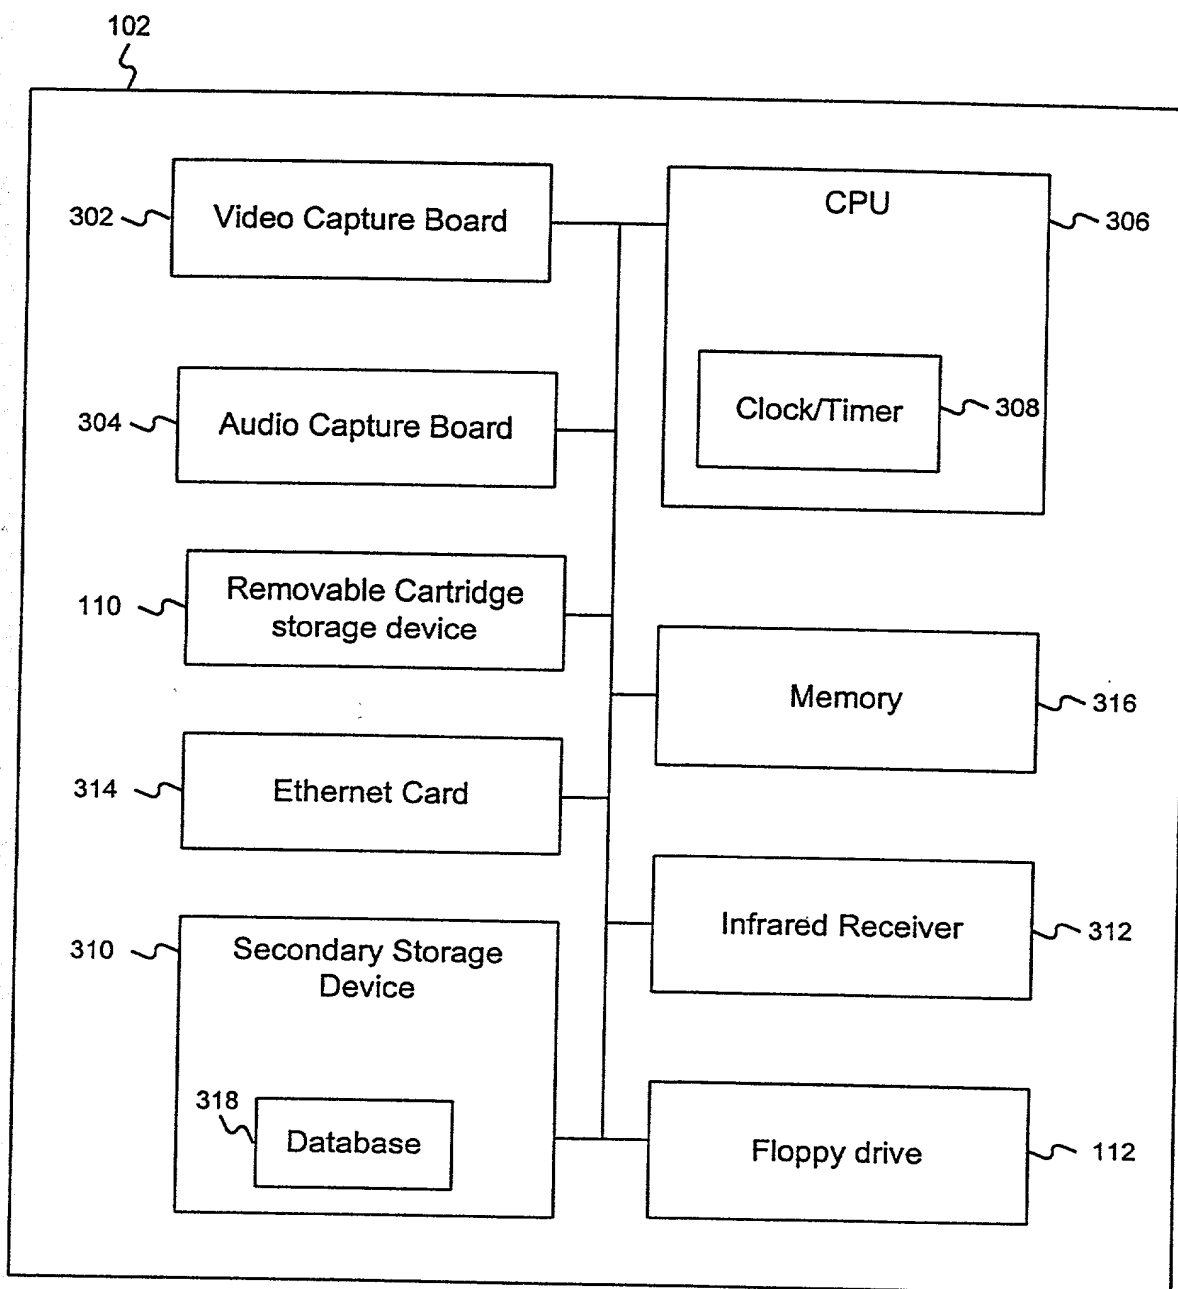 102
302
Video Capture Board
CPU
306
304
Audio Capture Board
Clock/Timer
308
110
Removable Cartridge
storage device
Memory
316
314
Ethernet Card
310
Secondary Storage
Device
Infrared Receiver
312
318
Database
Floppy drive
112